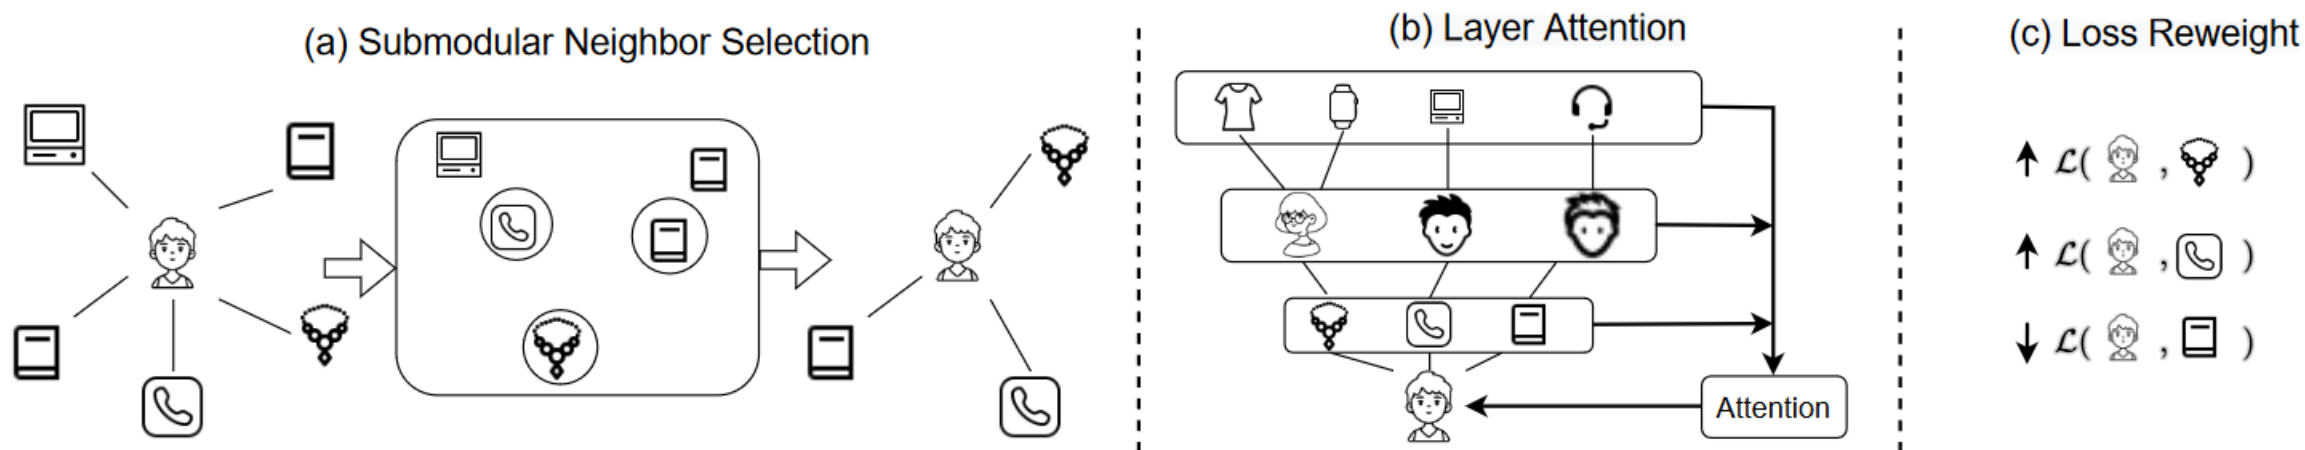 (a) Submodular Neighbor Selection
(b) Layer Attention
Attention
(c) Loss Reweight
↑ ℒ( , )
↑ ℒ( , )
↓ ℒ( , )